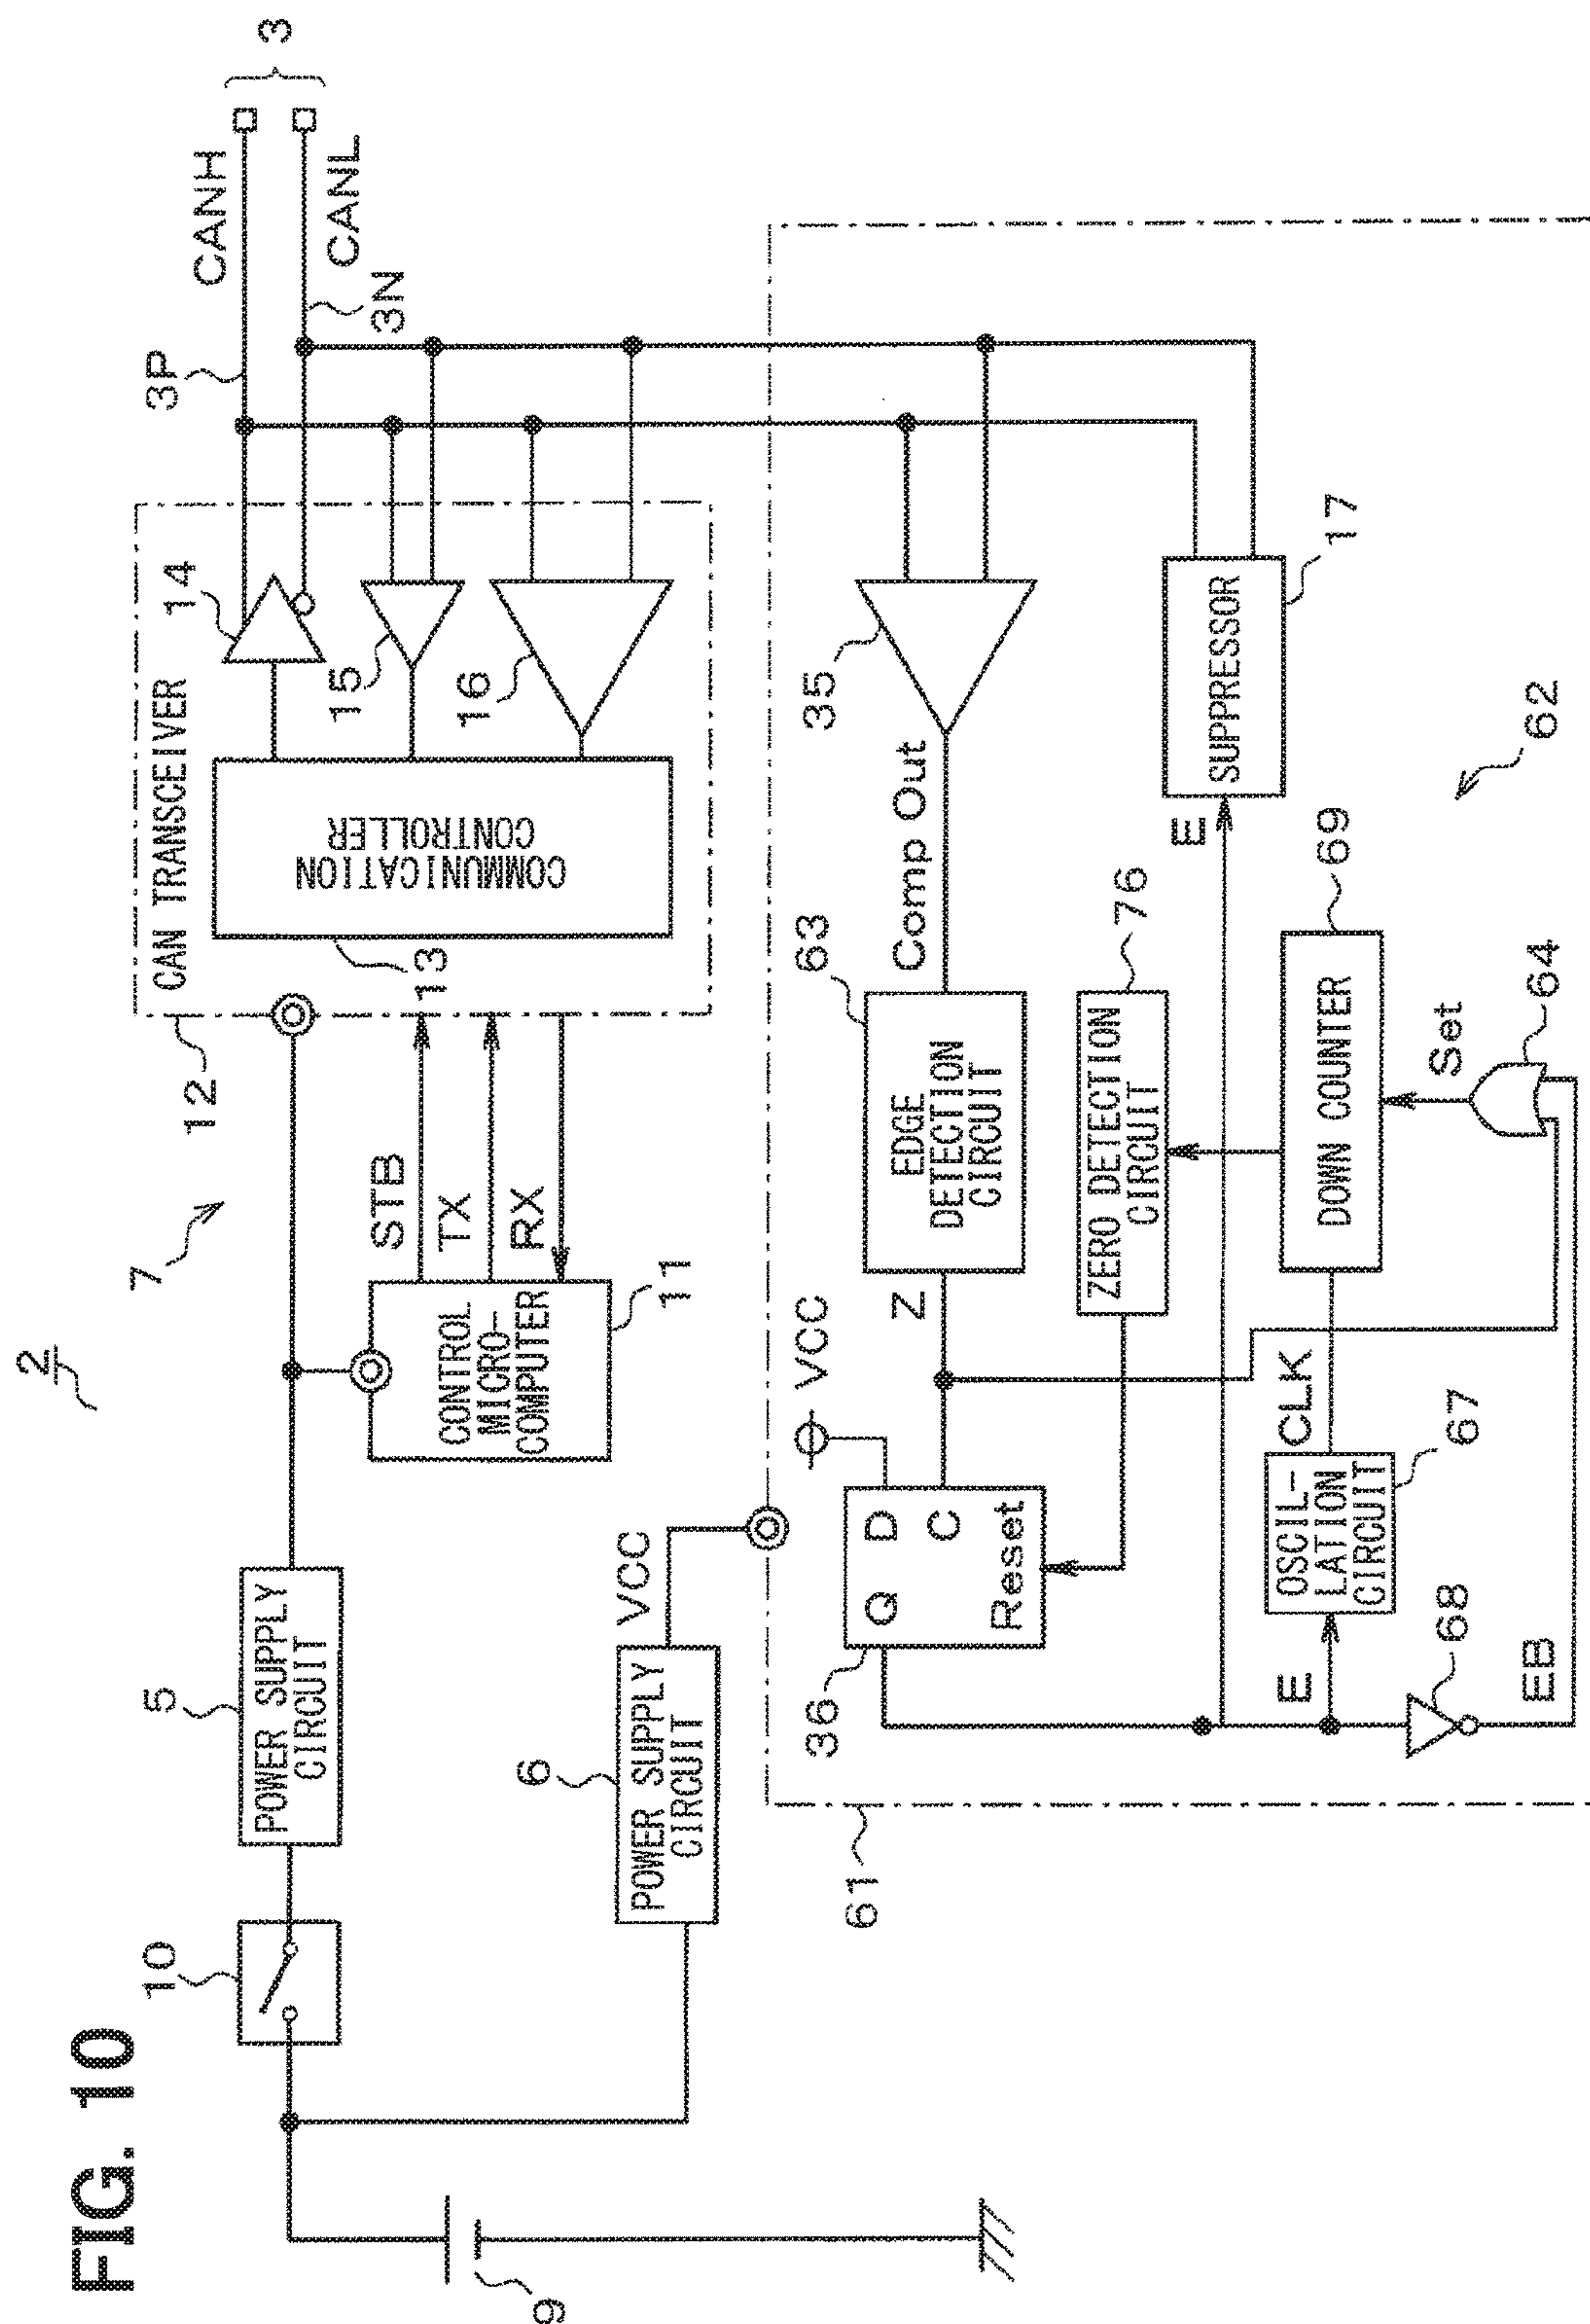 FIG. 10
2
7
3
CANH
CANL
3P
3N
5
POWER SUPPLY
CIRCUIT
10
9
6
POWER SUPPLY
CIRCUIT
VCC
CONTROL
MICRO-
COMPUTER
11
STB
TX
RX
12
CAN TRANSCEIVER
COMMUNICATION
CONTROLLER
13
14
15
16
61
62
VCC
36
D
Q
C
Reset
Z
63
EDGE
DETECTION
CIRCUIT
Comp Out
35
ZERO DETECTION
CIRCUIT
76
E
SUPPRESSOR
17
E
OSCIL-
LATION
CIRCUIT
67
CLK
DOWN COUNTER
69
Set
64
68
EB